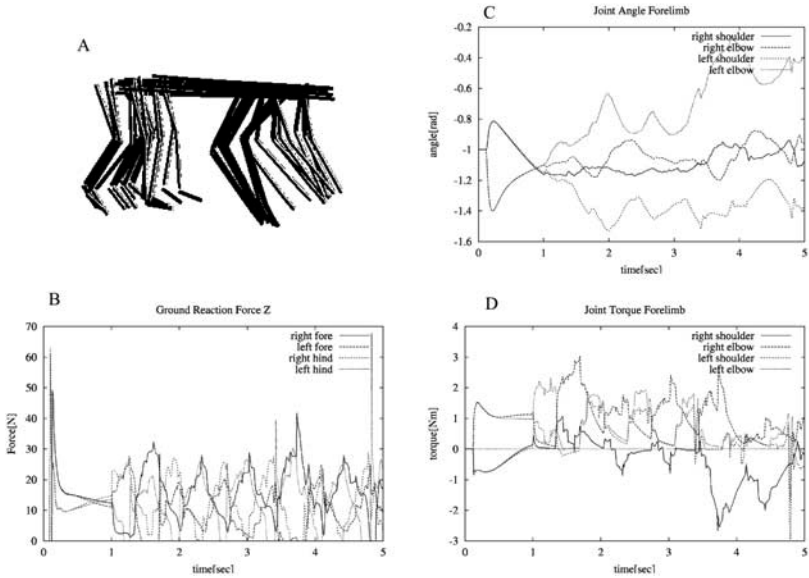 A
C
Joint Angle Forelimb
right shoulder
right elbow
left shoulder
left elbow
-0.2
-0.4
-0.6
-0.8
-1
-1.2
-1.4
-1.6
angle[rad]
0 1 2 3 4 5
time[sec]
B
Ground Reaction Force Z
right fore
left fore
right hind
left hind
70
60
50
40
30
20
10
0
Force[N]
0 1 2 3 4 5
time[sec]
D
Joint Torque Forelimb
right shoulder
right elbow
left shoulder
left elbow
4
3
2
1
0
-1
-2
-3
torque[Nm]
0 1 2 3 4 5
time[sec]